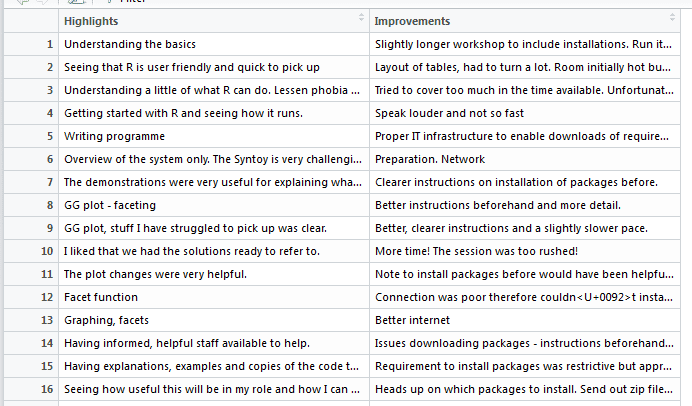 Filter
Highlights Improvements
1 Understanding the basics Slightly longer workshop to include installations. Run it...
2 Seeing that R is user friendly and quick to pick up Layout of tables, had to turn a lot. Room initially hot bu...
3 Understanding a little of what R can do. Lessen phobia ... Tried to cover too much in the time available. Unfortunat...
4 Getting started with R and seeing how it runs. Speak louder and not so fast
5 Writing programme Proper IT infrastructure to enable downloads of require...
6 Overview of the system only. The Syntoy is very challengi... Preparation. Network
7 The demonstrations were very useful for explaining wha... Clearer instructions on installation of packages before.
8 GG plot - faceting Better instructions beforehand and more detail.
9 GG plot, stuff I have struggled to pick up was clear. Better, clearer instructions and a slightly slower pace.
10 I liked that we had the solutions ready to refer to. More time! The session was too rushed!
11 The plot changes were very helpful. Note to install packages before would have been helpfu...
12 Facet function Connection was poor therefore couldn<U+0092>t insta...
13 Graphing, facets Better internet
14 Having informed, helpful staff available to help. Issues downloading packages - instructions beforehand...
15 Having explanations, examples and copies of the code t... Requirement to install packages was restrictive but appr...
16 Seeing how useful this will be in my role and how I can ... Heads up on which packages to install. Send out zip file...